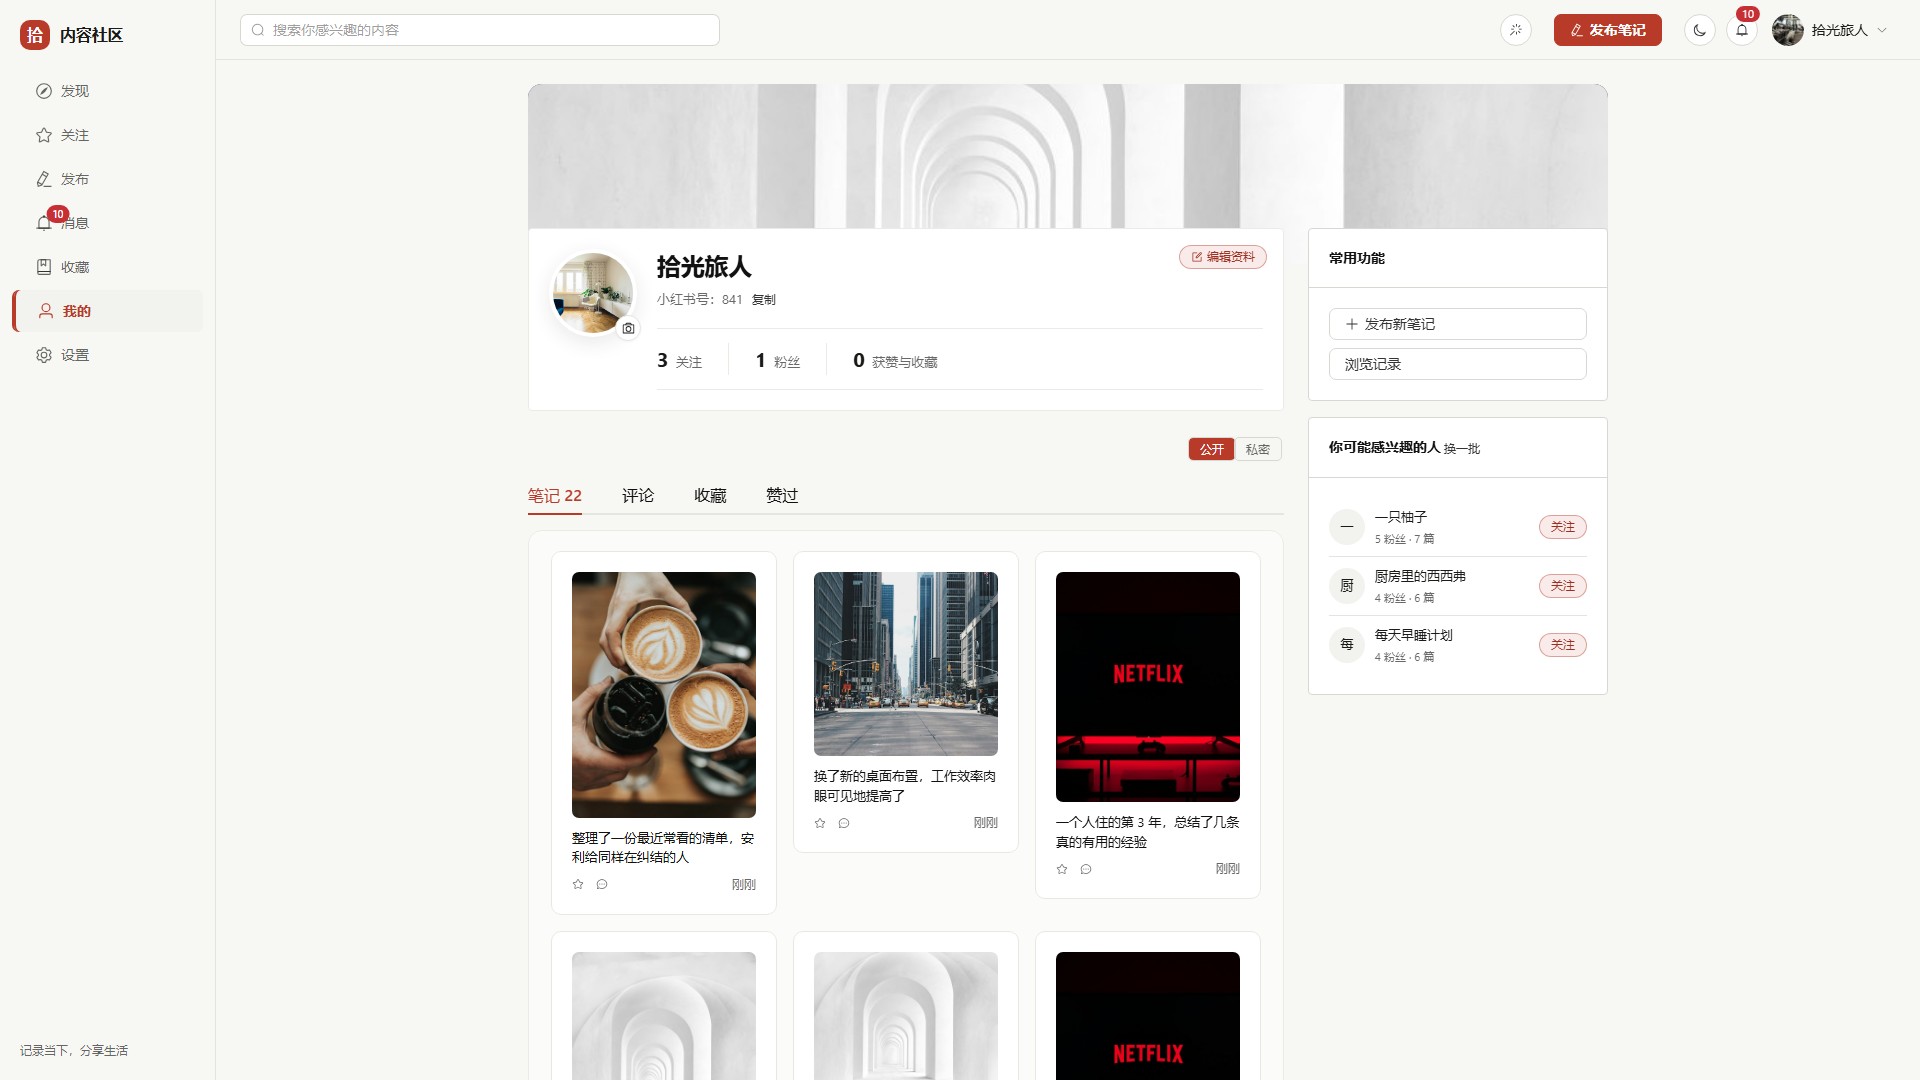 拾 内容社区
搜索你感兴趣的内容
发布笔记
10
拾光旅人
发现
关注
发布
10
消息
收藏
我的
设置
记录当下，分享生活
拾光旅人
编辑资料
小红书号：841 复制
3 关注
1 粉丝
0 获赞与收藏
公开
私密
笔记 22
评论
收藏
赞过
整理了一份最近常看的清单，安
利给同样在纠结的人
刚刚
换了新的桌面布置，工作效率肉
眼可见地提高了
刚刚
NETFLIX
一个人住的第 3 年，总结了几条
真的有用的经验
刚刚
NETFLIX
常用功能
发布新笔记
浏览记录
你可能感兴趣的人 换一批
一
一只柚子
5 粉丝 · 7 篇
关注
厨
厨房里的西西弗
4 粉丝 · 6 篇
关注
每
每天早睡计划
4 粉丝 · 6 篇
关注